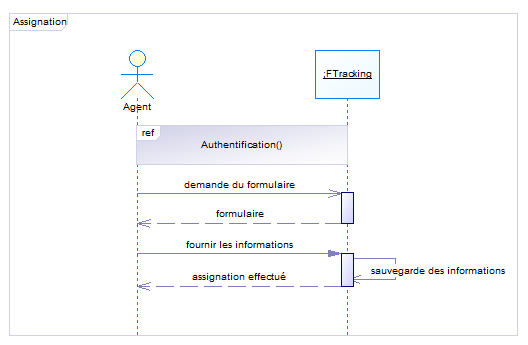 Assignation
:FTracking
Agent
ref
Authentification()
demande du formulaire
formulaire
fournir les informations
sauvegarde des informations
assignation effectué